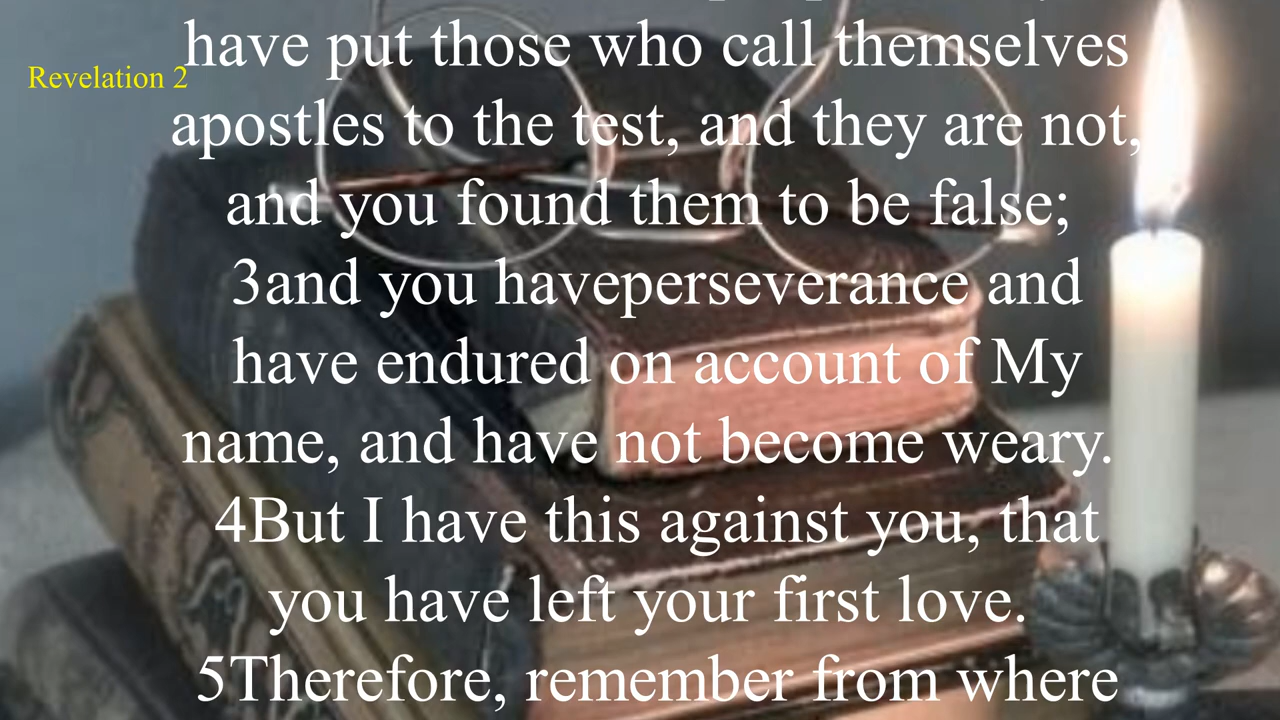 have put those who call themselves
Revelation 2
apostles to the test, and they are not,
and you found them to be false;
3and you haveperseverance and
have endured on account of My
name, and have not become weary.
4But I have this against you, that
you have left your first love.
5Therefore, remember from where